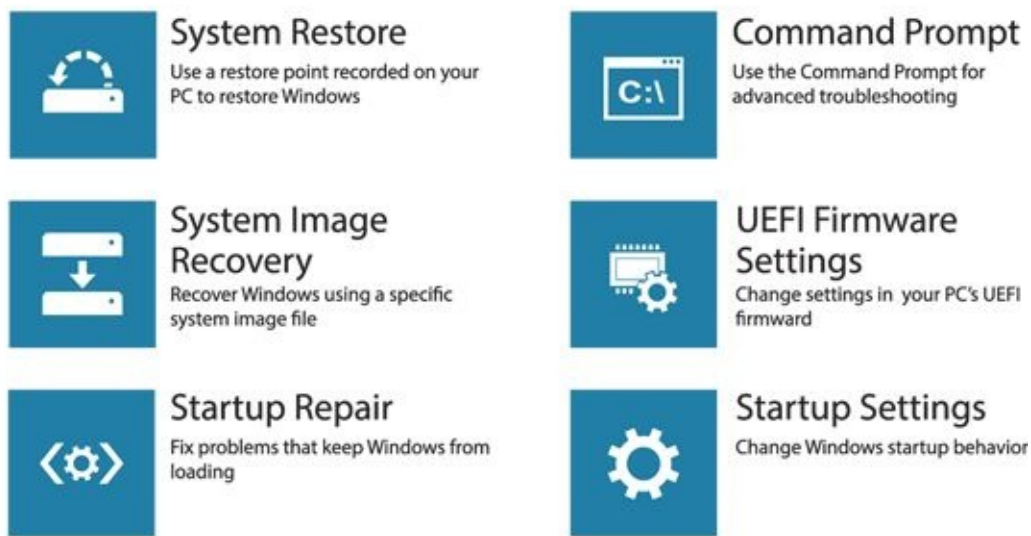 System Restore
Use a restore point recorded on your
PC to restore Windows
Command Prompt
C:\
Use the Command Prompt for
advanced troubleshooting
System Image
Recovery
Recover Windows using a specific
system image file
UEFI Firmware
Settings
Change settings in your PC's UEFI
firmward
Startup Repair
Fix problems that keep Windows from
loading
Startup Settings
Change Windows startup behavior